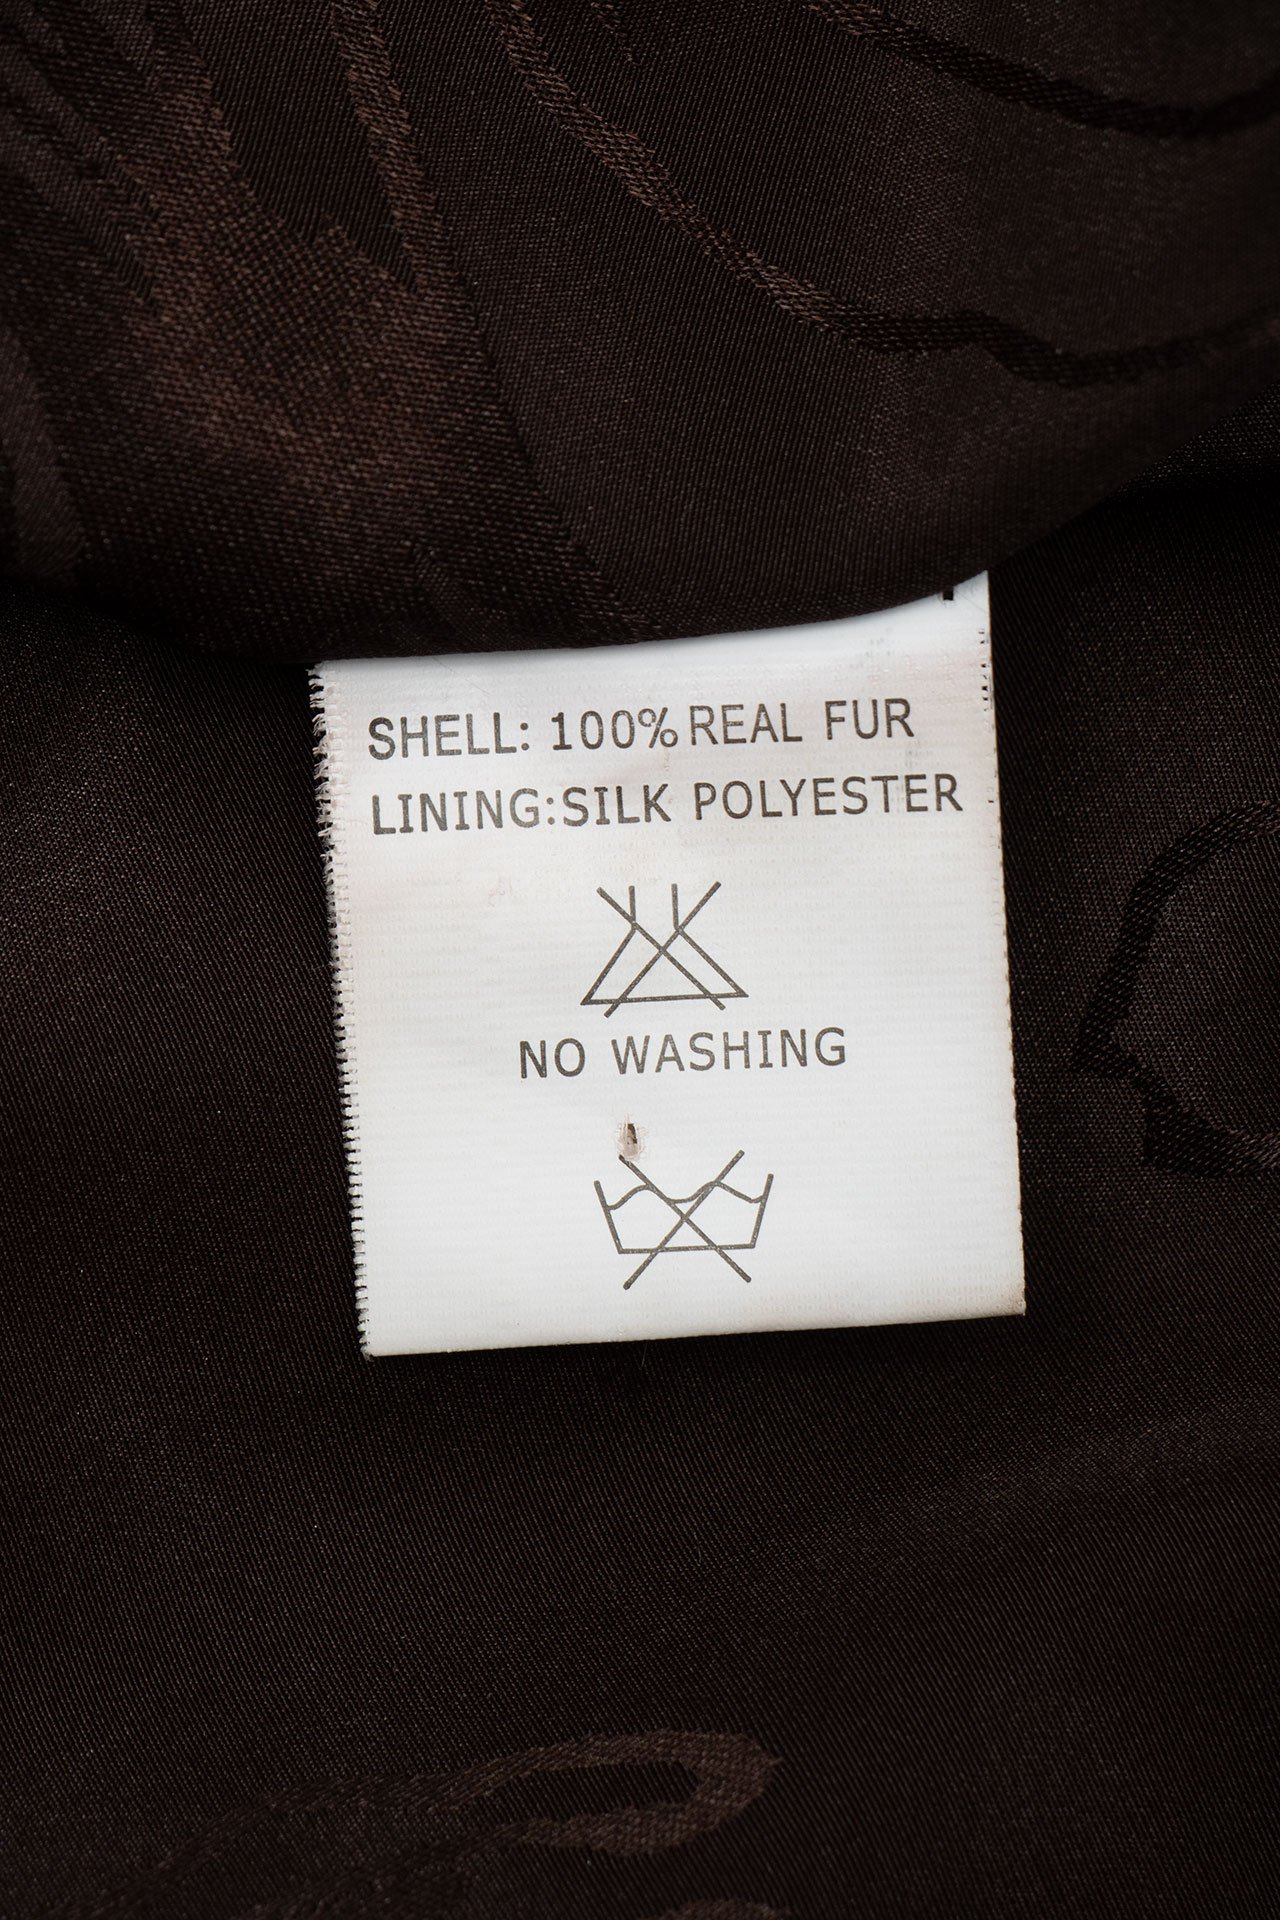 SHELL: 100% REAL FUR
LINING:SILK POLYESTER
NO WASHING